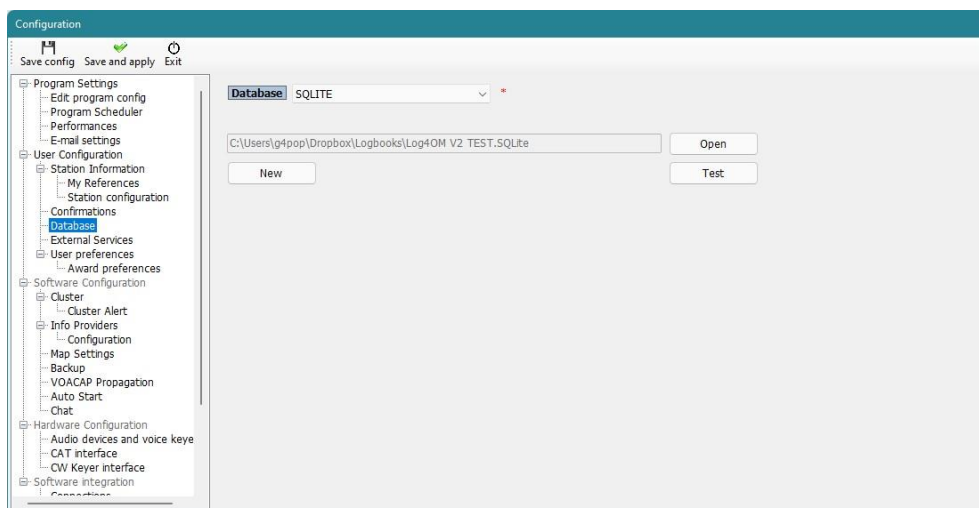 Configuration
Save config Save and apply Exit
Program Settings
Edit program config
Program Scheduler
Performances
E-mail settings
User Configuration
Station Information
My References
Station configuration
Confirmations
Database
External Services
User preferences
Award preferences
Software Configuration
Cluster
Cluster Alert
Info Providers
Configuration
Map Settings
Backup
VOACAP Propagation
Auto Start
Chat
Hardware Configuration
Audio devices and voice keye
CAT interface
CW Keyer interface
Software integration
Connections
Database SQLITE *
C:\Users\g4pop\Dropbox\Logbooks\Log4OM V2 TEST.SQLite Open
New Test